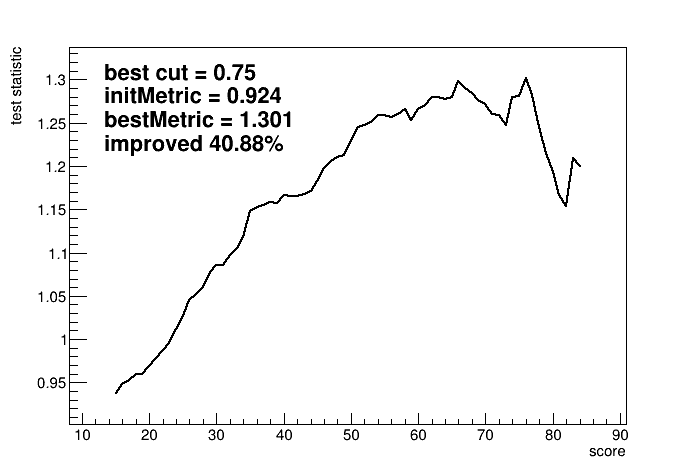 test statistic
best cut = 0.75
initMetric = 0.924
bestMetric = 1.301
improved 40.88%
1.3
1.25
1.2
1.15
1.1
1.05
1
0.95
10 20 30 40 50 60 70 80 90
score